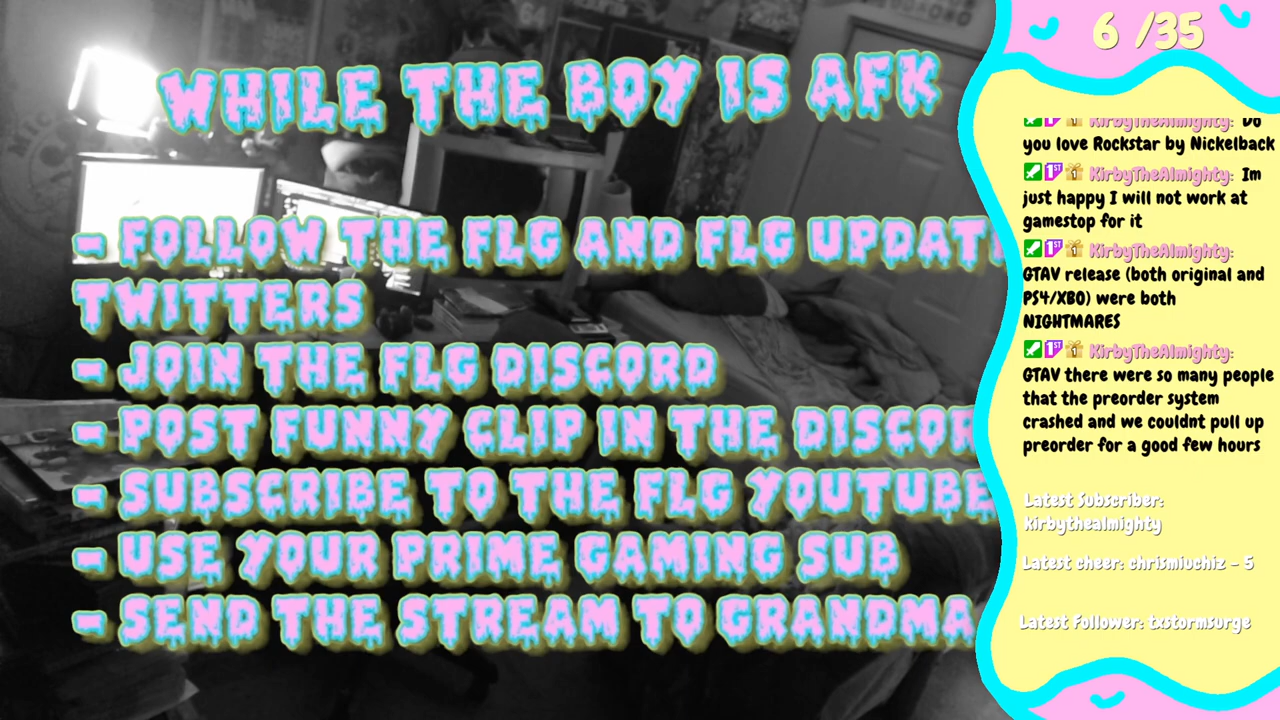 6 /35
WHILE THE BOY IS AFK
- FOLLOW THE FLG AND FLG UPDAT
TWITTERS
- JOIN THE FLG DISCORD
- POST FUNNY CLIP IN THE DISCOR
- SUBSCRIBE TO THE FLG YOUTUBE
- USE YOUR PRIME GAMING SUB
- SEND THE STREAM TO GRANDMA
KirbyTheAlmighty: Do
you love Rockstar by Nickelback
KirbyTheAlmighty: Im
just happy I will not work at
gamestop for it
KirbyTheAlmighty:
GTAV release (both original and
PS4/XBO) were both
NIGHTMARES
KirbyTheAlmighty:
GTAV there were so many people
that the preorder system
crashed and we couldnt pull up
preorder for a good few hours
Latest Subscriber:
kirbythealmighty
Latest cheer: chrismiuchiz - 5
Latest Follower: txstormsurge